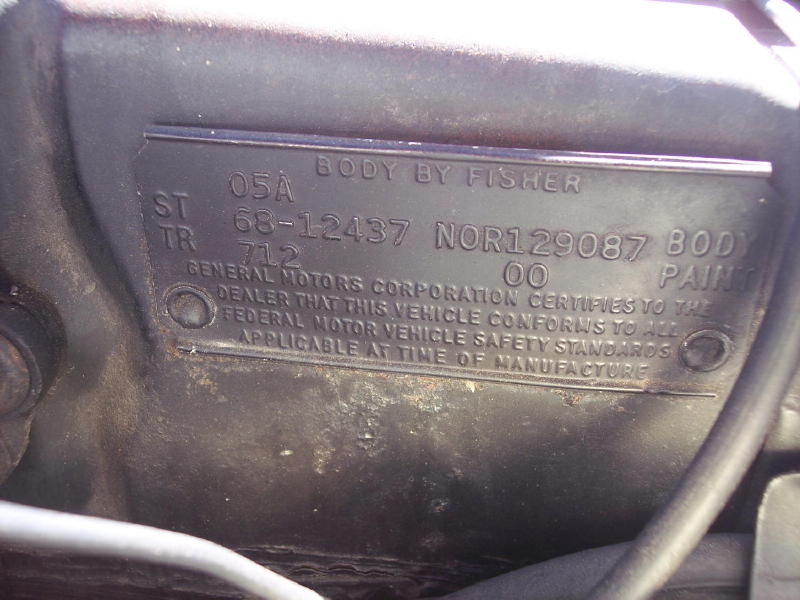 BODY BY FISHER
05A
ST 68-12437 NOR129087 BODY
TR 712 00 PAINT
GENERAL MOTORS CORPORATION CERTIFIES TO THE
DEALER THAT THIS VEHICLE CONFORMS TO ALL
FEDERAL MOTOR VEHICLE SAFETY STANDARDS
APPLICABLE AT TIME OF MANUFACTURE